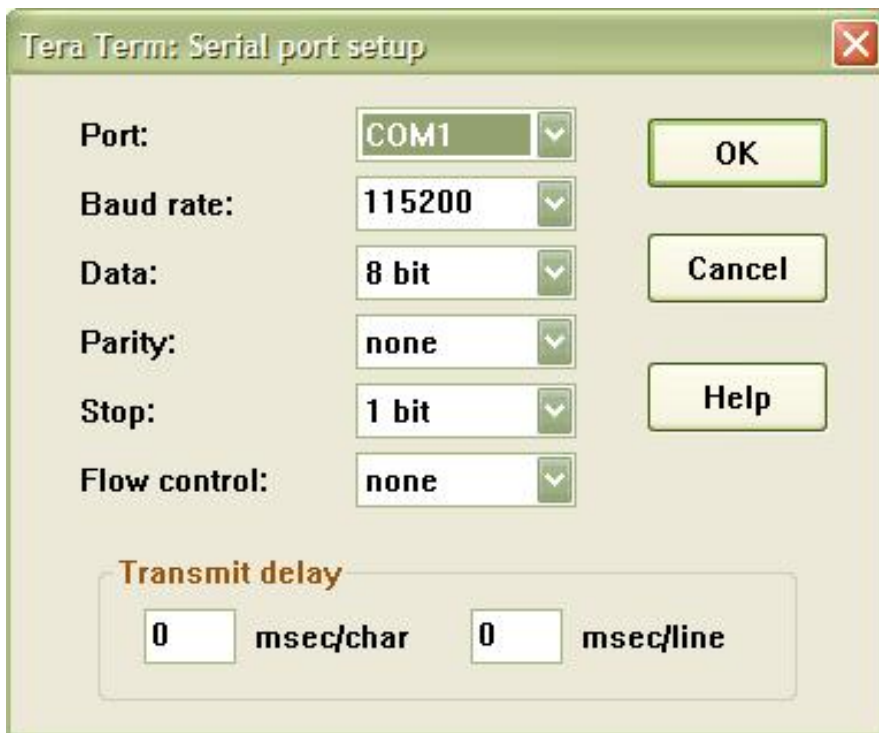 Tera Term: Serial port setup
Port: COM1
OK
Baud rate: 115200
Data: 8 bit
Cancel
Parity: none
Stop: 1 bit
Help
Flow control: none
Transmit delay
0 msec/char 0 msec/line